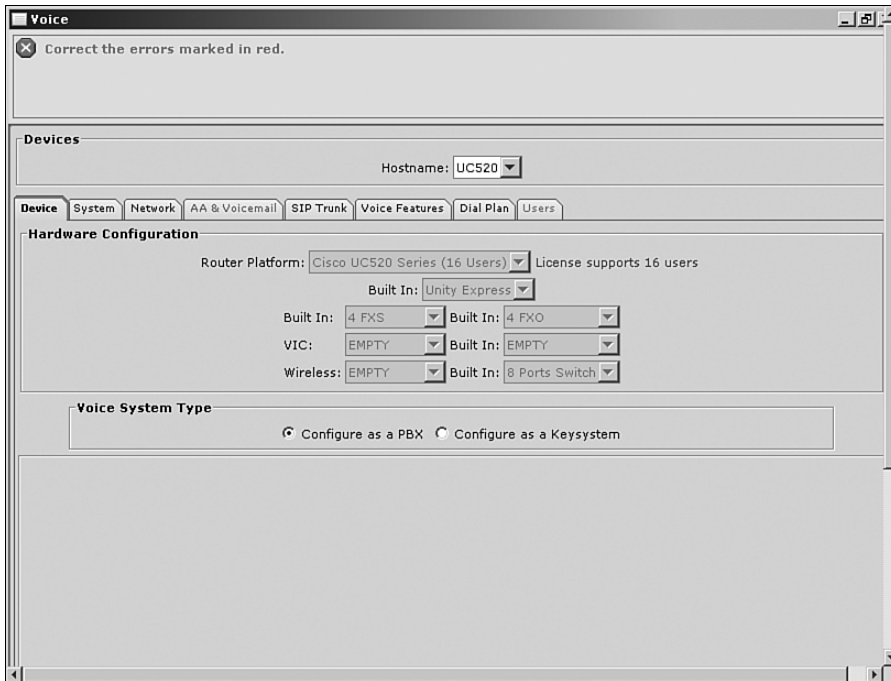 Voice
Correct the errors marked in red.
Devices
Hostname: UC520
Device System Network AA & Voicemail SIP Trunk Voice Features Dial Plan Users
Hardware Configuration
Router Platform: Cisco UC520 Series (16 Users) License supports 16 users
Built In: Unity Express
Built In: 4 FXS Built In: 4 FXO
VIC: EMPTY Built In: EMPTY
Wireless: EMPTY Built In: 8 Ports Switch
Voice System Type
Configure as a PBX Configure as a Keysystem